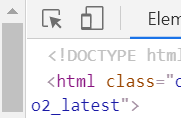 Elem
<!DOCTYPE html
<html class="c
o2_latest">